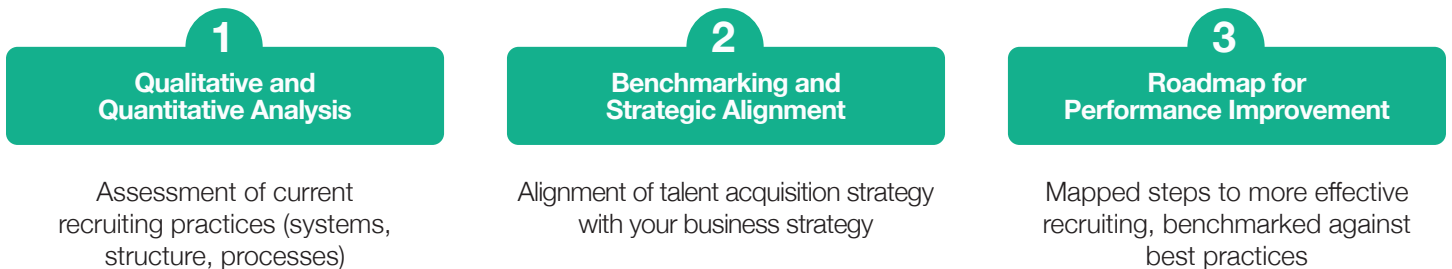 1
Qualitative and
Quantitative Analysis
Assessment of current
recruiting practices (systems,
structure, processes)
2
Benchmarking and
Strategic Alignment
Alignment of talent acquisition strategy
with your business strategy
3
Roadmap for
Performance Improvement
Mapped steps to more effective
recruiting, benchmarked against
best practices